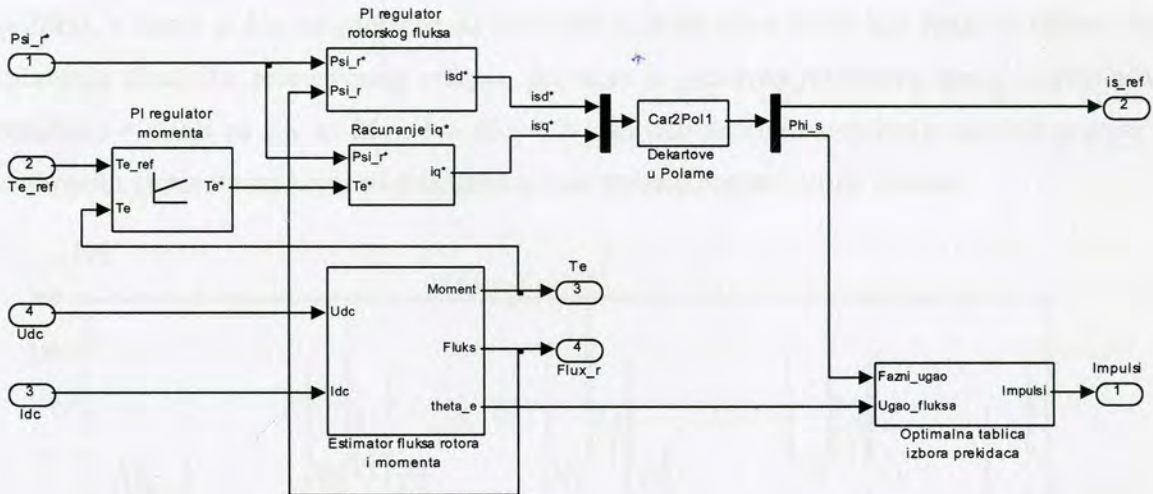 PI regulator
rotorskog fluksa
Psi_r*
1
Psi_r*
Psi_r
isd*
isd*
isq*
PI regulator
momenta
Racunanje iq*
2
Te_ref
Te_ref
Te
Te*
Psi_r*
Te*
iq*
Car2Pol1
Dekartove
u Polarne
Phi_s
is_ref
2
4
Udc
3
Idc
Udc
Idc
Moment
Fluks
theta_e
Estimator fluksa rotora
i momenta
Te
3
4
Flux_r
Fazni_ugao
Ugao_fluksa
Impulsi
Optimalna tablica
izbora prekidaca
Impulsi
1